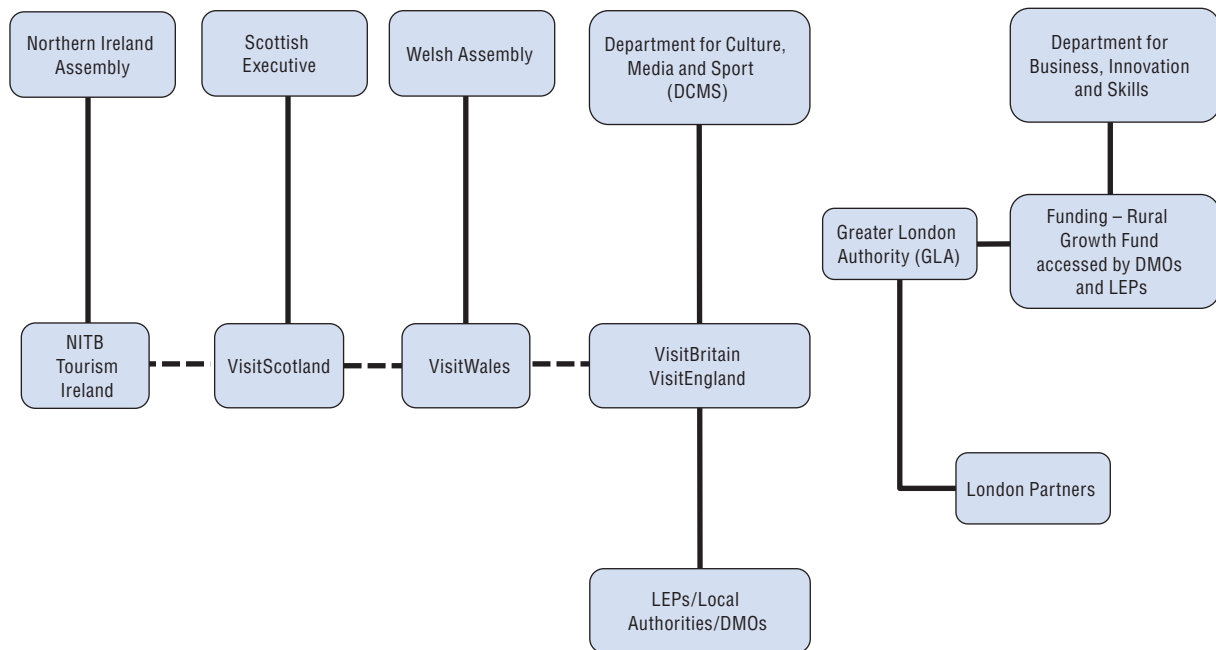 Northern Ireland
Assembly
Scottish
Executive
Welsh Assembly
Department for Culture,
Media and Sport
(DCMS)
Department for
Business, Innovation
and Skills
Greater London
Authority (GLA)
Funding – Rural
Growth Fund
accessed by DMOs
and LEPs
NITB
Tourism
Ireland
VisitScotland
VisitWales
VisitBritain
VisitEngland
London Partners
LEPs/Local
Authorities/DMOs